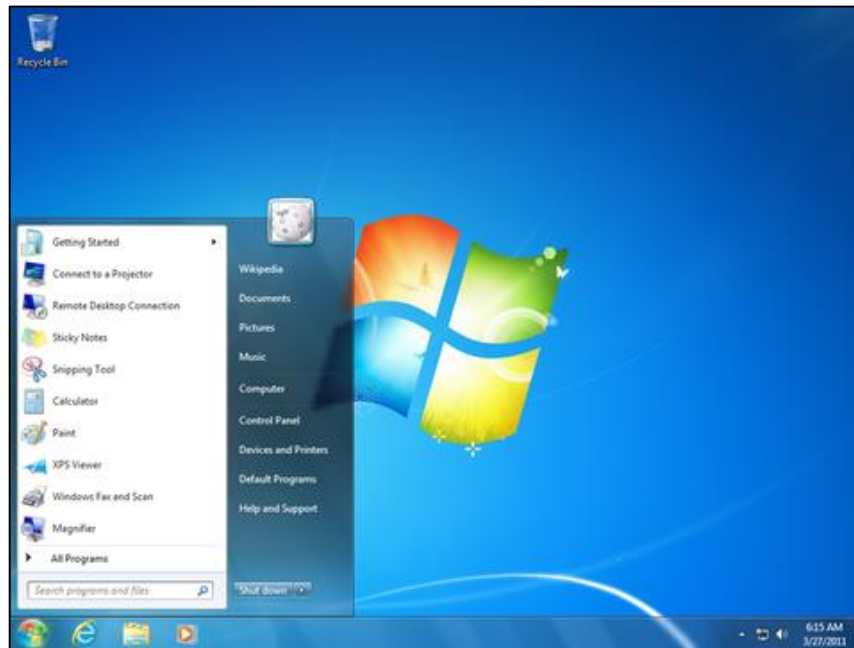 Recycle Bin
Getting Started
Connect to a Projector
Remote Desktop Connection
Sticky Notes
Snipping Tool
Calculator
Paint
XPS Viewer
Windows Fax and Scan
Magnifier
All Programs
Search programs and files
Wikipedia
Documents
Pictures
Music
Computer
Control Panel
Devices and Printers
Default Programs
Help and Support
Shut down
6:15 AM
3/27/2011